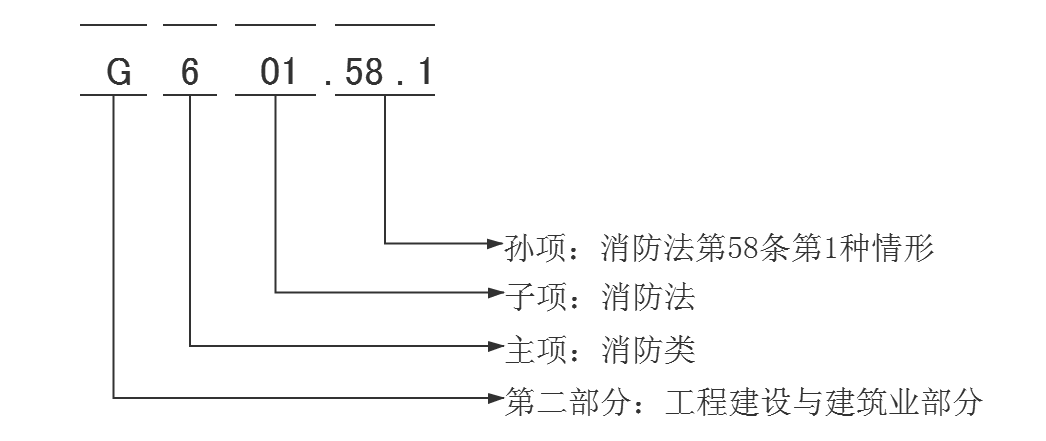 G 6 01 . 58 . 1
孙项：消防法第58条第1种情形
子项：消防法
主项：消防类
第二部分：工程建设与建筑业部分